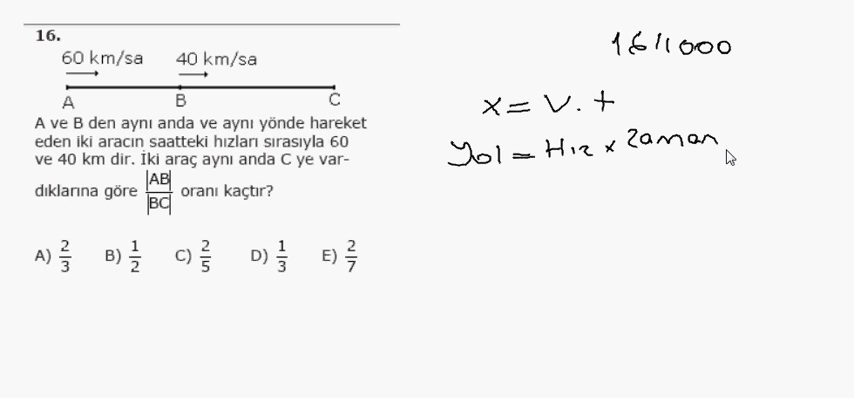 16.
60 km/sa 40 km/sa
A B C
A ve B den aynı anda ve aynı yönde hareket
eden iki aracın saatteki hızları sırasıyla 60
ve 40 km dir. İki araç aynı anda C ye var-
dıklarına göre |AB|/|BC| oranı kaçtır?
A) 2/3 B) 1/2 C) 2/5 D) 1/3 E) 2/7
x = v.t
Yol = Hız x Zaman